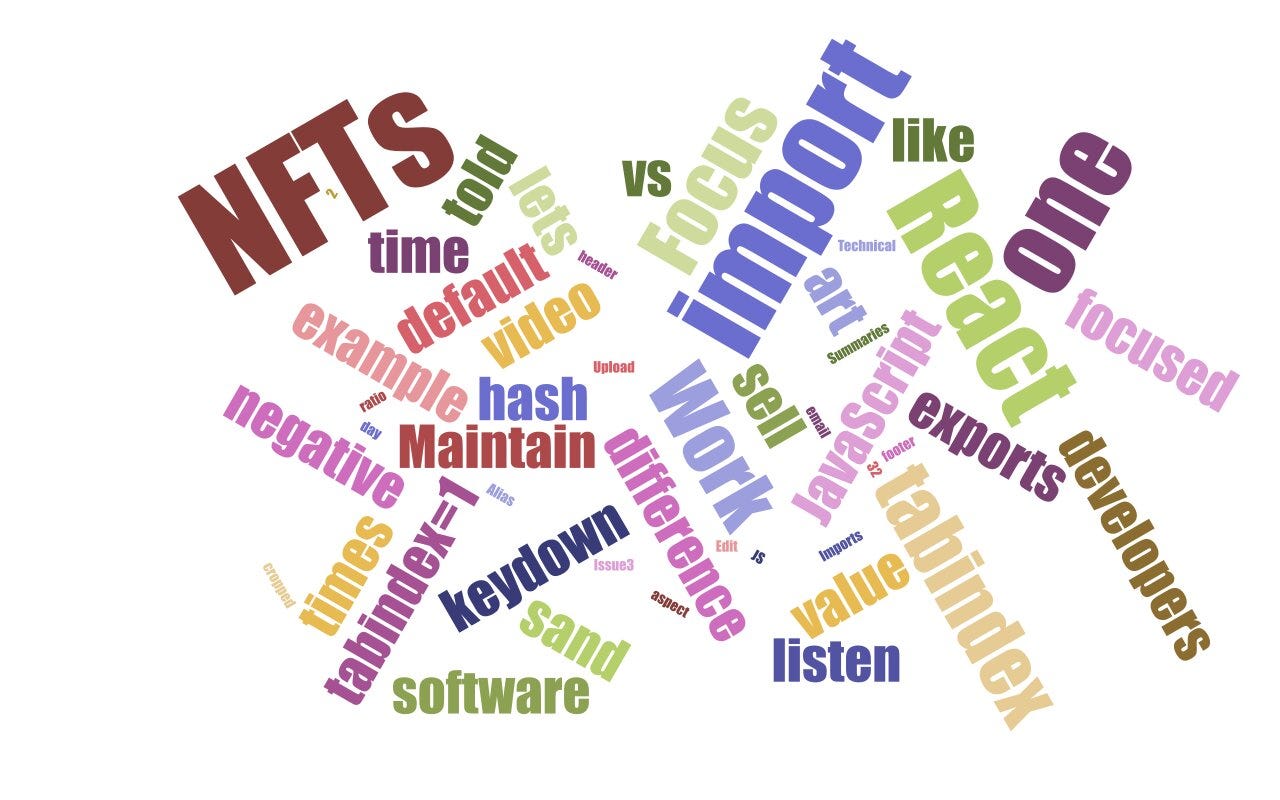 NFTs
2
told
lets
time
header
default
video
example
Upload
hash
ratio
day
Maintain
negative
Alias
times
tabindex=1
cropped
keydown
Issue3
sand
software
difference
aspect
vs
Focus
import
like
one
React
Technical
art
Summaries
focused
JavaScript
Work
sell
email
exports
footer
32
developers
tabindex
Edit
JS
Imports
value
listen